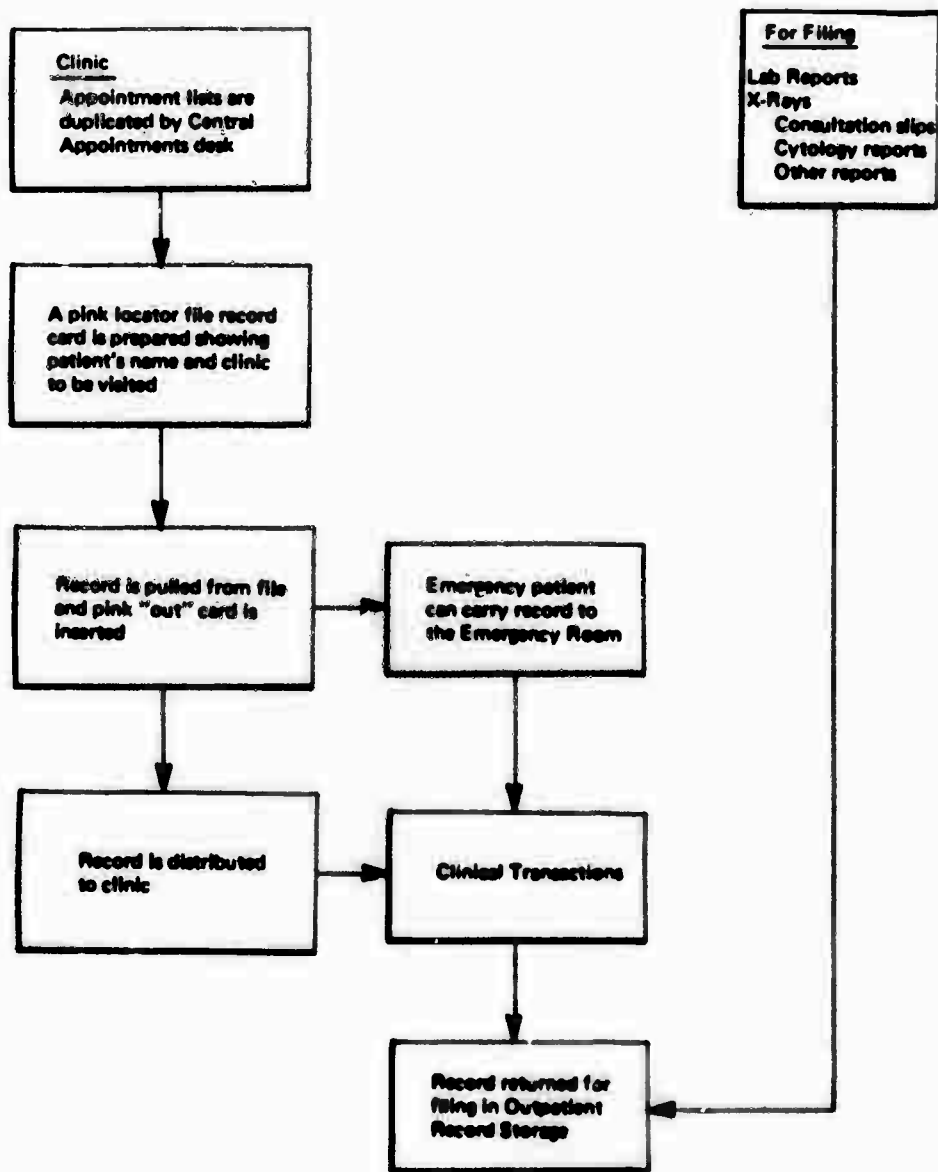 Clinic
Appointment lists are
duplicated by Central
Appointments desk
For Filing
Lab Reports
X-Rays
Consultation slips
Cytology reports
Other reports
A pink locator file record
card is prepared showing
patient's name and clinic
to be visited
Record is pulled from file
and pink "out" card is
inserted
Emergency patient
can carry record to
the Emergency Room
Record is distributed
to clinic
Clinical Transactions
Record returned for
filing in Outpatient
Record Storage